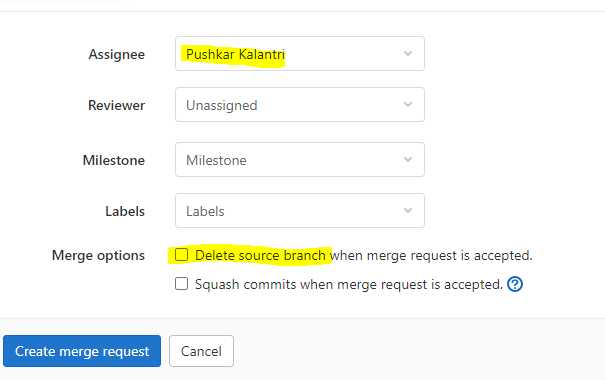 Assignee Pushkar Kalantri
Reviewer Unassigned
Milestone Milestone
Labels Labels
Merge options Delete source branch when merge request is accepted.
Squash commits when merge request is accepted. ?
Create merge request Cancel